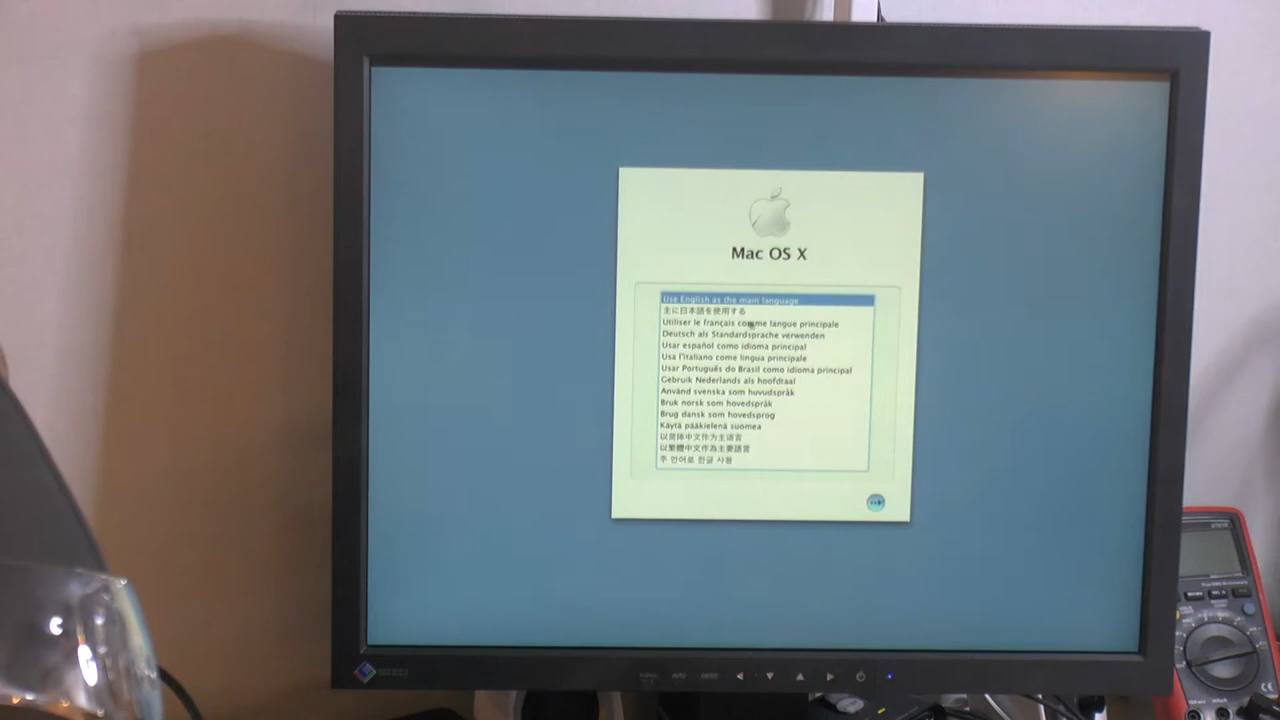 Mac OS X
Use English as the main language
主に日本語を使用する
Utiliser le français comme langue principale
Deutsch als Standardsprache verwenden
Usar español como idioma principal
Usa l'italiano come lingua principale
Usar Português do Brasil como idioma principal
Gebruik Nederlands als hoofdtaal
Använd svenska som huvudspråk
Bruk norsk som hovedspråk
Brug dansk som hovedsprog
Käytä pääkielenä suomea
以简体中文作为主语言
以繁體中文作為主要語言
주 언어로 한글 사용
EIZO
AUTO
ENTER